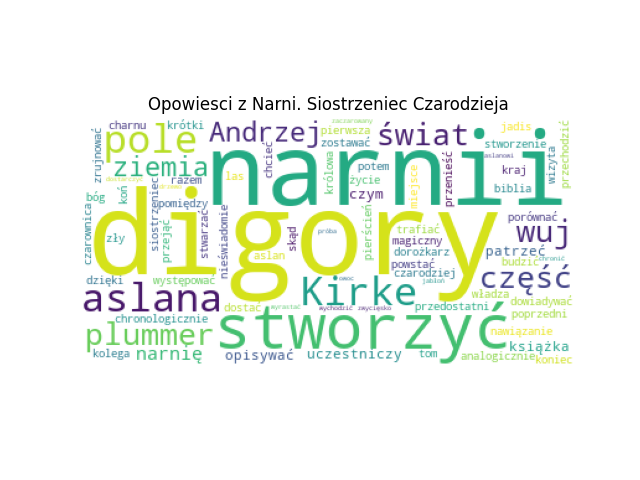 Opowiesci z Narni. Siostrzeniec Czarodzieja
zaczarowany
charnu krótki Andrzej pierwsza świat jadis
pole zostawać stworzenie
zrujnować narnii aslanowi przechodzić
ziemia chcieć królowa potem kraj wizyta
las życie przenieść
razem czym miejsce biblia
bóg koń siostrzeniec pomiędzy
digory
czarownica przejąć stwarzać nieświadomie pierścień porównać
zły skąd próba trafiać wuj
magiczny
aslan dorożkarz patrzeć
powstać budzić chronić
dzięki występować czarodziej część
jabłoń
aslana Kirke władza
dostać wyrastać wychodzić zwycięsko przedostatni dowiadywać
chronologicznie stworzyć poprzedni
plummer nawiązanie
książka
kolega narnię opisywać uczestniczy tom analogicznie koniec